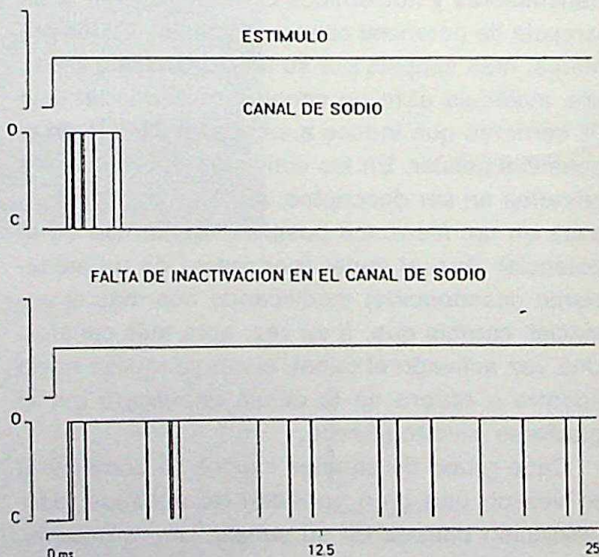 ESTIMULO
CANAL DE SODIO
O
C
FALTA DE INACTIVACION EN EL CANAL DE SODIO
O
C
0 ms
12.5
25